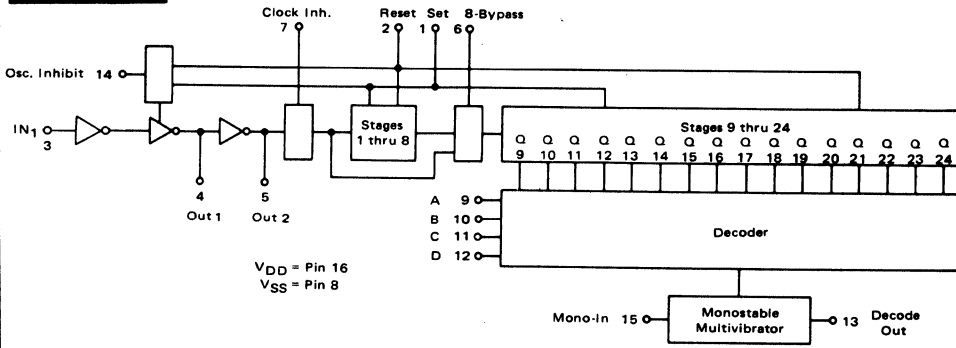 Clock Inh. Reset Set 8-Bypass
7 2 1 6
Osc. Inhibit 14
IN1
3
Stages
1 thru 8
Stages 9 thru 24
Q Q Q Q Q Q Q Q Q Q Q Q Q Q Q Q
9 10 11 12 13 14 15 16 17 18 19 20 21 22 23 24
4 5
Out 1 Out 2
A 9
B 10
C 11
D 12
Decoder
VDD = Pin 16
VSS = Pin 8
Mono-In 15
Monostable
Multivibrator
13 Decode
Out